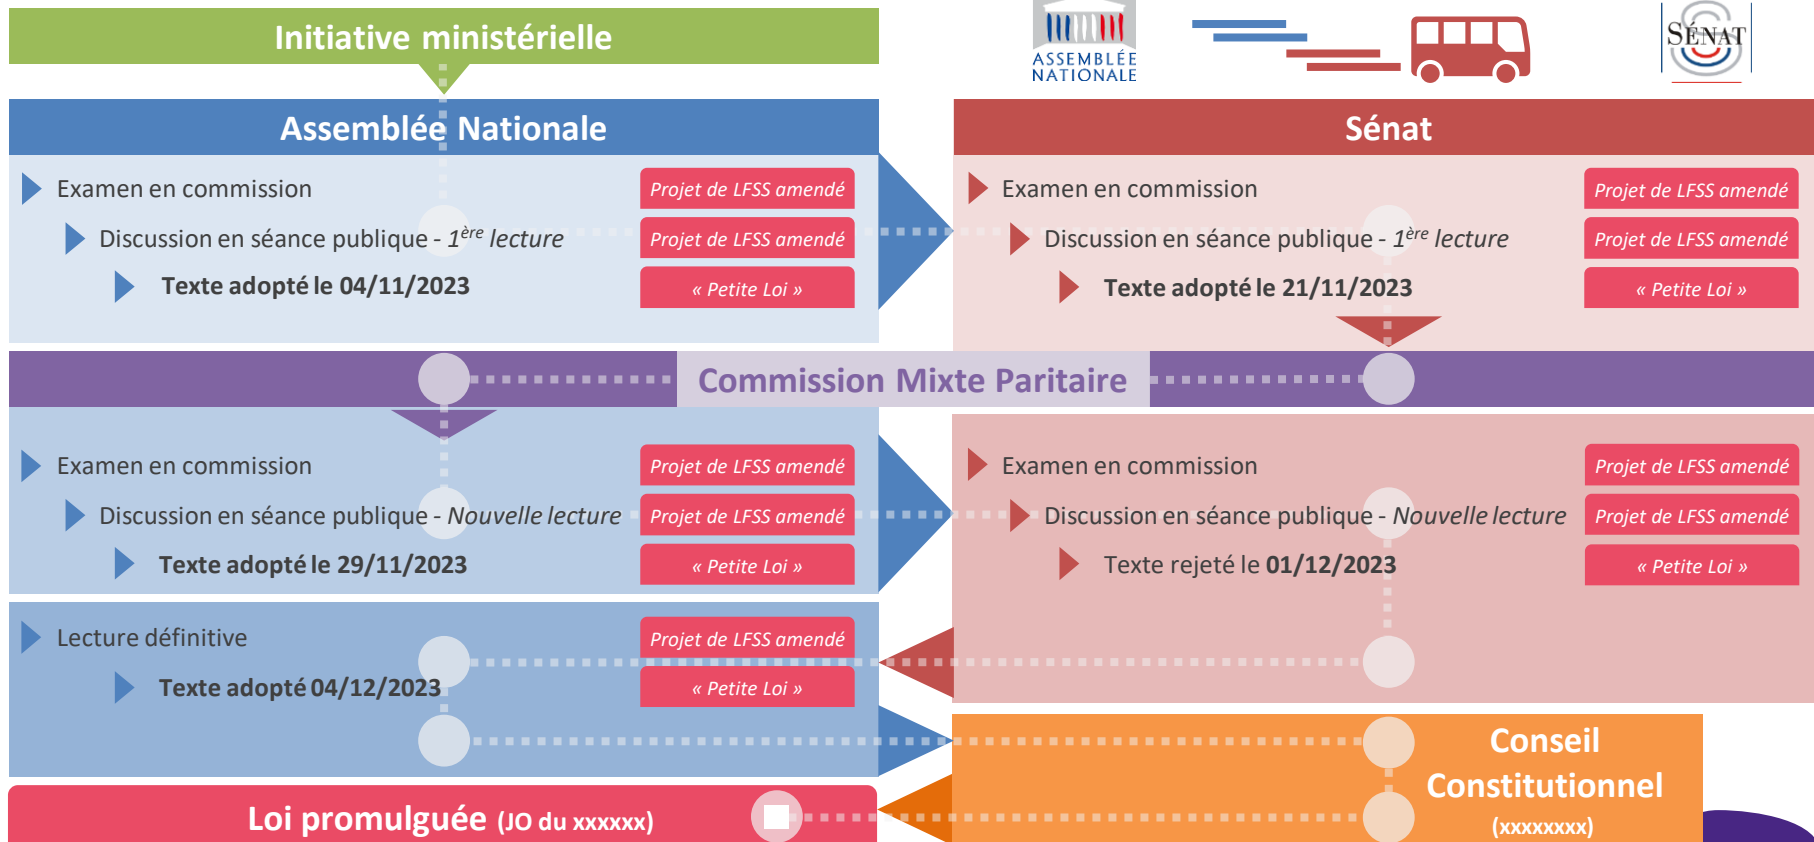 Initiative ministérielle
ASSEMBLÉE
NATIONALE
SÉNAT
Assemblée Nationale
Examen en commission
Projet de LFSS amendé
Discussion en séance publique - 1ère lecture
Projet de LFSS amendé
Texte adopté le 04/11/2023
« Petite Loi »
Sénat
Examen en commission
Projet de LFSS amendé
Discussion en séance publique - 1ère lecture
Projet de LFSS amendé
Texte adopté le 21/11/2023
« Petite Loi »
Commission Mixte Paritaire
Examen en commission
Projet de LFSS amendé
Discussion en séance publique - Nouvelle lecture
Projet de LFSS amendé
Texte adopté le 29/11/2023
« Petite Loi »
Examen en commission
Projet de LFSS amendé
Discussion en séance publique - Nouvelle lecture
Projet de LFSS amendé
Texte rejeté le 01/12/2023
« Petite Loi »
Lecture définitive
Projet de LFSS amendé
Texte adopté 04/12/2023
« Petite Loi »
Conseil
Constitutionnel
(xxxxxxxx)
Loi promulguée (JO du xxxxxx)